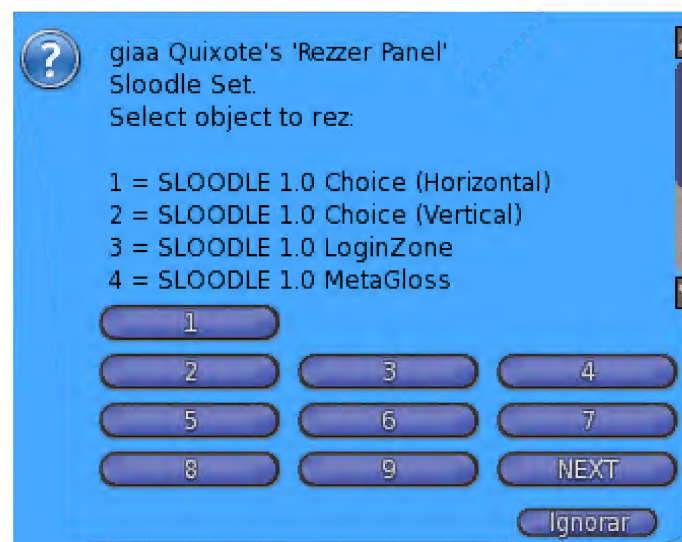 ?
giaa Quixote's 'Rezzer Panel'
Sloodle Set.
Select object to rez:
1 = SLOODLE 1.0 Choice (Horizontal)
2 = SLOODLE 1.0 Choice (Vertical)
3 = SLOODLE 1.0 LoginZone
4 = SLOODLE 1.0 MetaGloss
1
2 3 4
5 6 7
8 9 NEXT
Ignorar